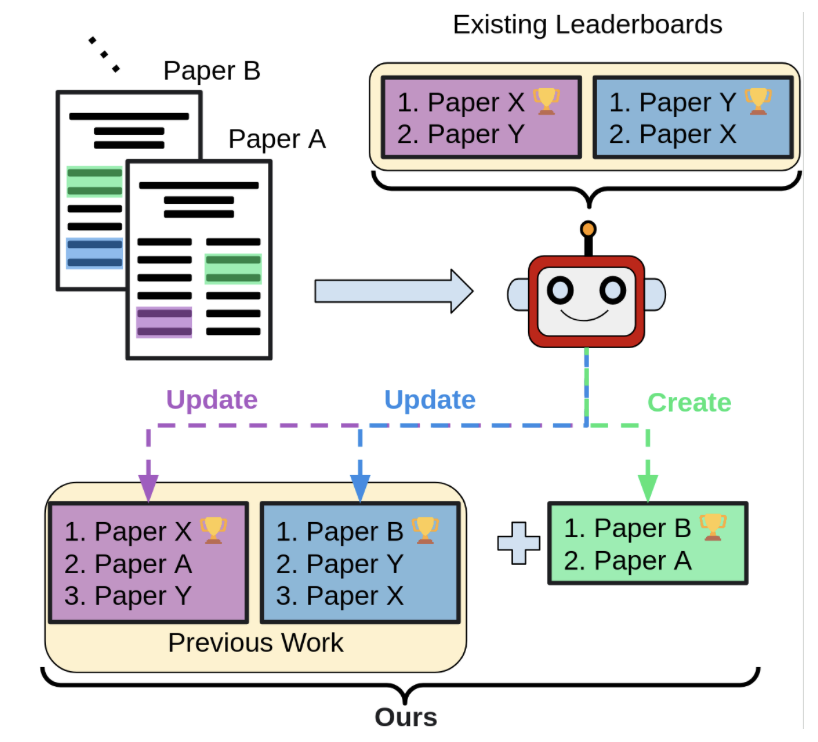 Existing Leaderboards
Paper B
Paper A
1. Paper X
2. Paper Y
1. Paper Y
2. Paper X
Update
Update
Create
1. Paper X
2. Paper A
3. Paper Y
1. Paper B
2. Paper Y
3. Paper X
1. Paper B
2. Paper A
Previous Work
Ours